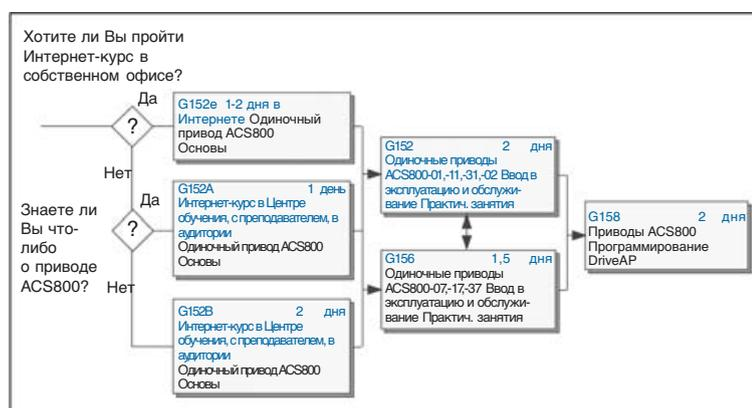 Хотите ли Вы пройти
Интернет-курс в
собственном офисе?
Да
?
Нет
G152e 1-2 дня в
Интернете Одиночный
привод ACS800
Основы
Знаете ли
Вы что-
либо
о приводе
ACS800?
Да
?
Нет
G152A 1 день
Интернет-курс в Центре
обучения, с преподавателем, в
аудитории
Одиночный привод ACS800
Основы
G152B 2 дня
Интернет-курс в Центре
обучения, с преподавателем, в
аудитории
Одиночный привод ACS800
Основы
G152 2 дня
Одиночные приводы
ACS800-01,-11,-31,-02 Ввод в
эксплуатацию и обслужи-
вание Практич. занятия
G156 1,5 дня
Одиночные приводы
ACS800-07,-17,-37 Ввод в
эксплуатацию и обслужи-
вание Практич. занятия
G158 2 дня
Приводы ACS800
Программирование
DriveAP